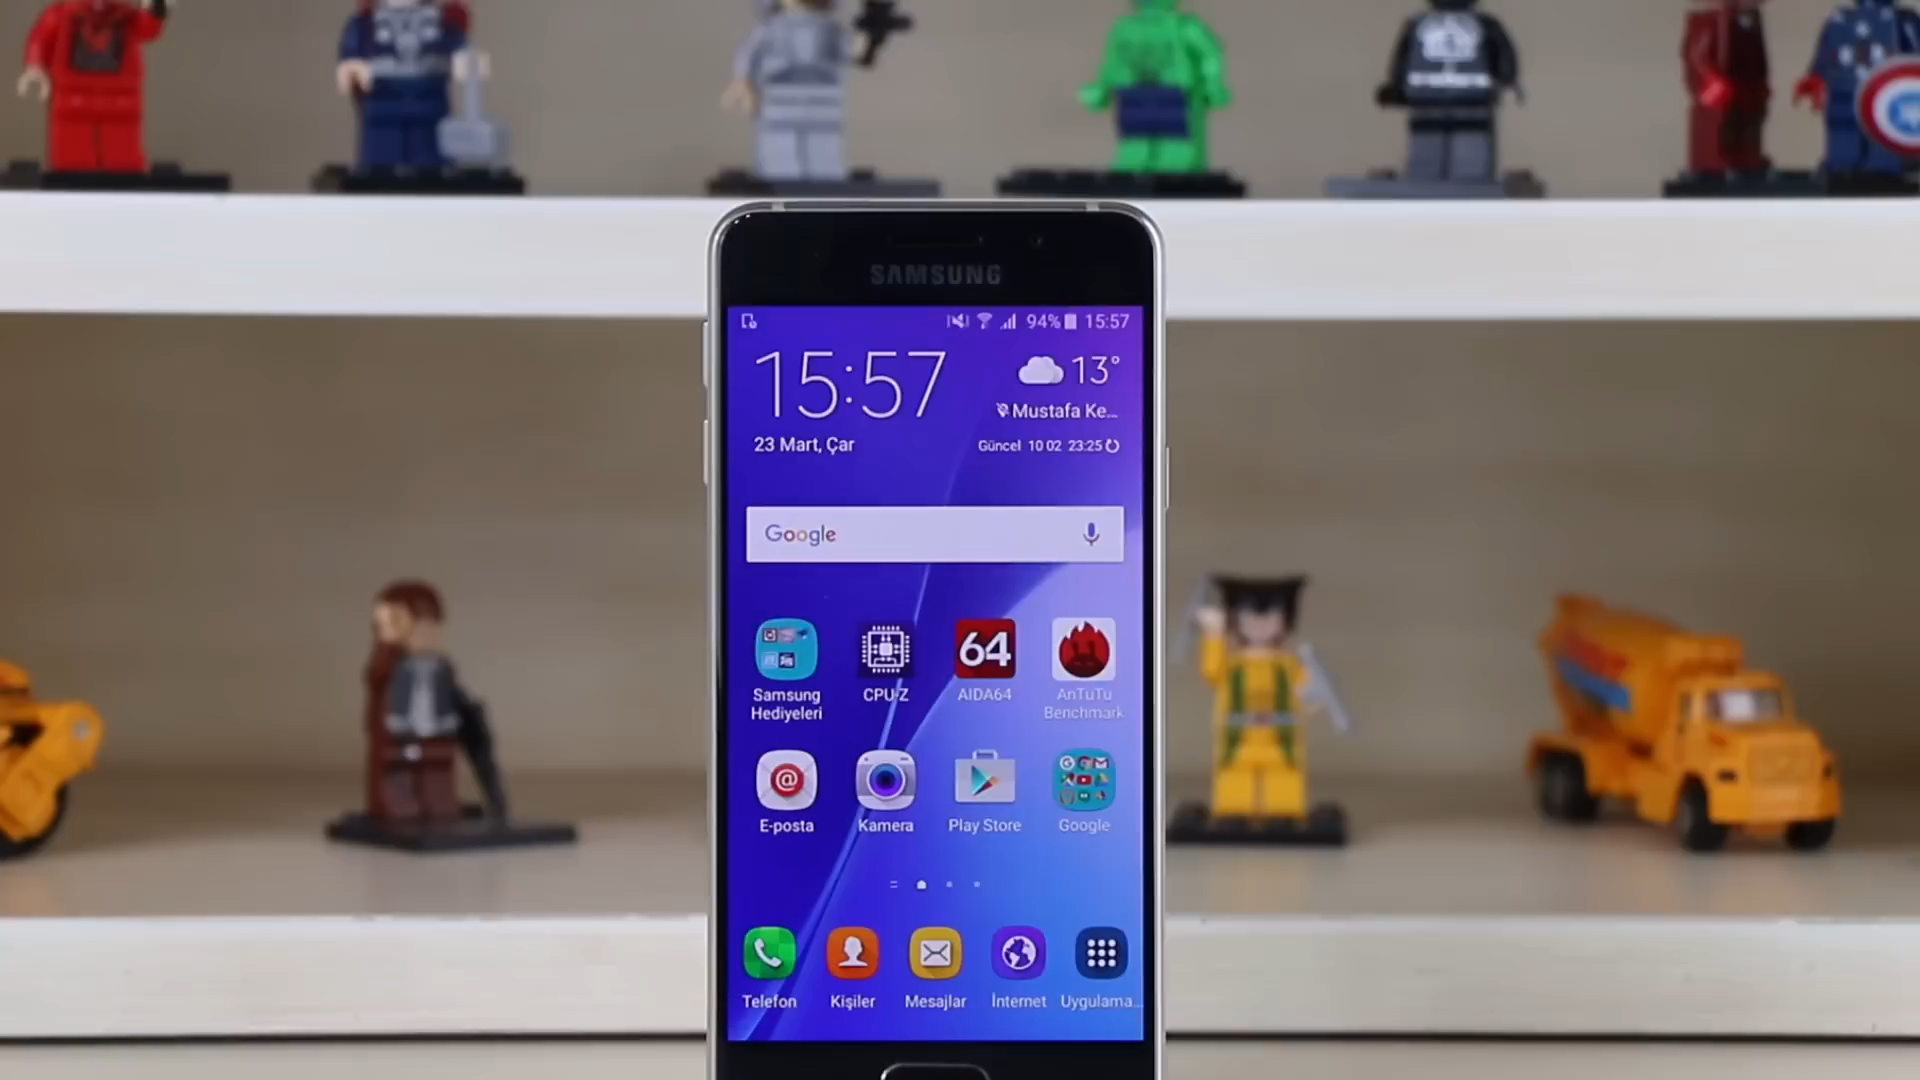 SAMSUNG
94% 15:57
15:57
13°
Mustafa Ke...
23 Mart, Çar
Güncel 10 02 23:25
Google
64
Samsung Hediyeleri
CPU-Z
AIDA64
AnTuTu Benchmark
E-posta
Kamera
Play Store
Google
Telefon
Kişiler
Mesajlar
İnternet
Uygulama...